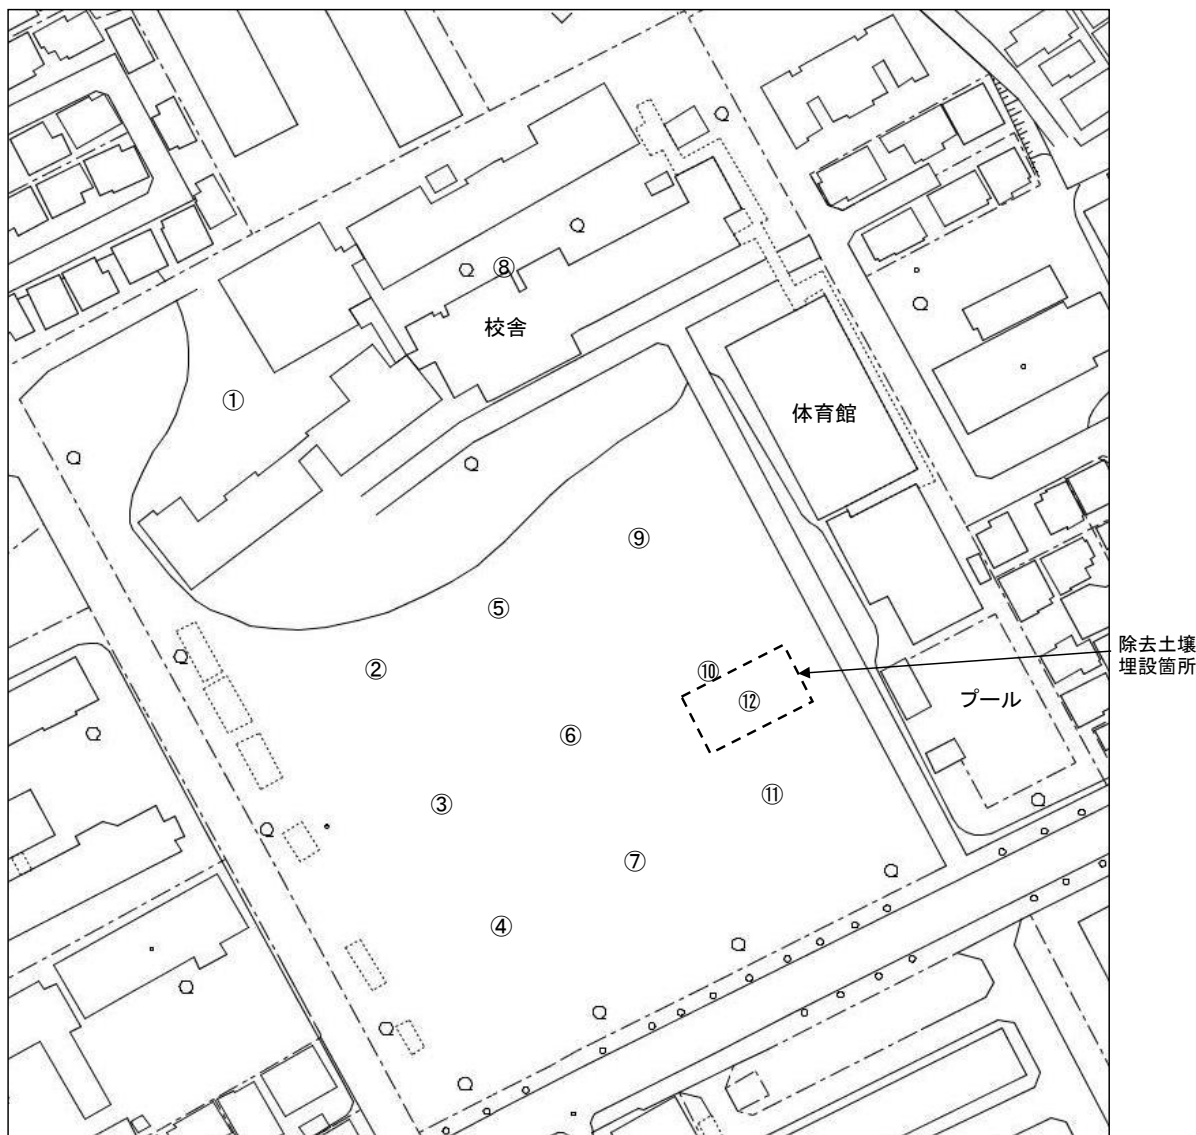 ⑧
校舎
①
体育館
⑨
⑤
除去土壌
埋設箇所
②
⑩
⑫
プール
⑥
③
⑪
⑦
④